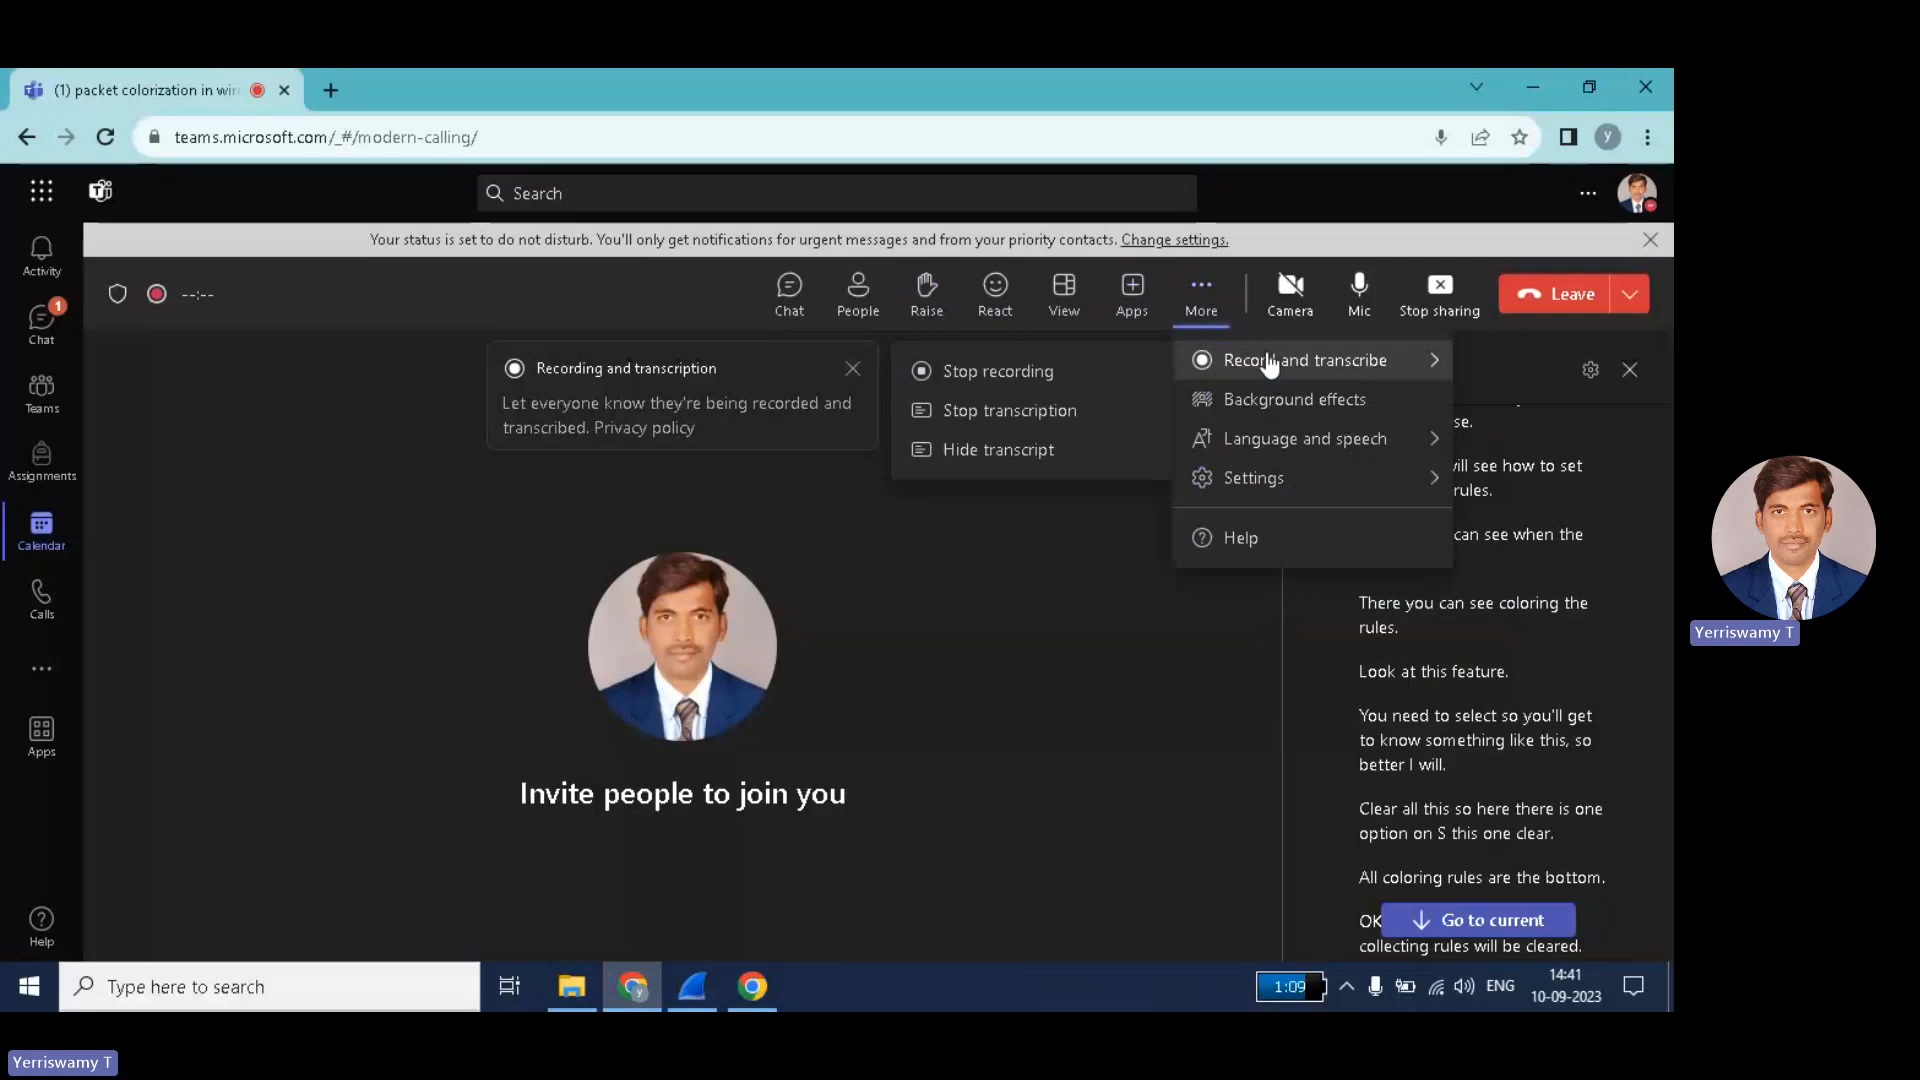 (1) packet colorization in wir
teams.microsoft.com/_#/modern-calling/
y
Search
Your status is set to do not disturb. You'll only get notifications for urgent messages and from your priority contacts. Change settings.
Activity
1
Chat
Teams
Assignments
Calendar
Calls
Apps
Help
--:--
Chat
People
Raise
React
View
Apps
More
Camera
Mic
Stop sharing
Leave
Recording and transcription
Let everyone know they're being recorded and
transcribed. Privacy policy
Stop recording
Stop transcription
Hide transcript
Record and transcribe
Background effects
Language and speech
Settings
Help
se.
will see how to set
rules.
can see when the
There you can see coloring the
rules.
Look at this feature.
You need to select so you'll get
to know something like this, so
better I will.
Clear all this so here there is one
option on S this one clear.
All coloring rules are the bottom.
OK
Go to current
collecting rules will be cleared.
Invite people to join you
Yerriswamy T
Type here to search
1:09
ENG
14:41
10-09-2023
Yerriswamy T